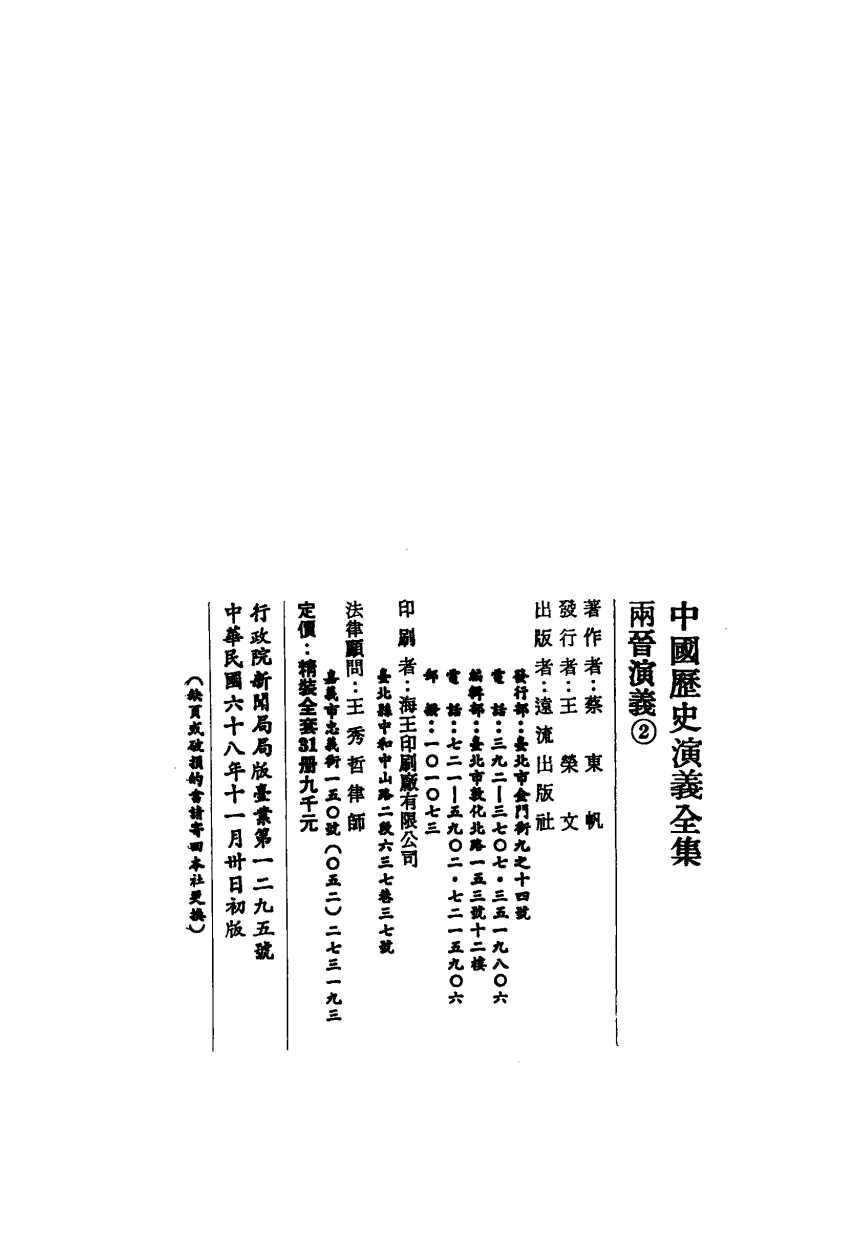 中國歷史演義全集
兩晉演義②
著作者：蔡東帆
發行者：王榮文
出版者：遠流出版社
發行部：臺北市金門街九之十四號
電話：三九二—三七〇七・三五一九八〇六
編輯部：臺北市敦化北路一五三號十二樓
電話：七二一—五九〇二・七二一五九〇六
郵撥：一〇一〇七三
印刷者：海王印刷廠有限公司
臺北縣中和中山路二段六三七巷三七號
法律顧問：王秀哲律師
嘉義市忠義街一五〇號（〇五二）二七三一九三
定價：精裝全套31册九千元
行政院新聞局局版臺業第一二九五號
中華民國六十八年十一月卅日初版
（缺頁或破損的書請寄回本社更換）